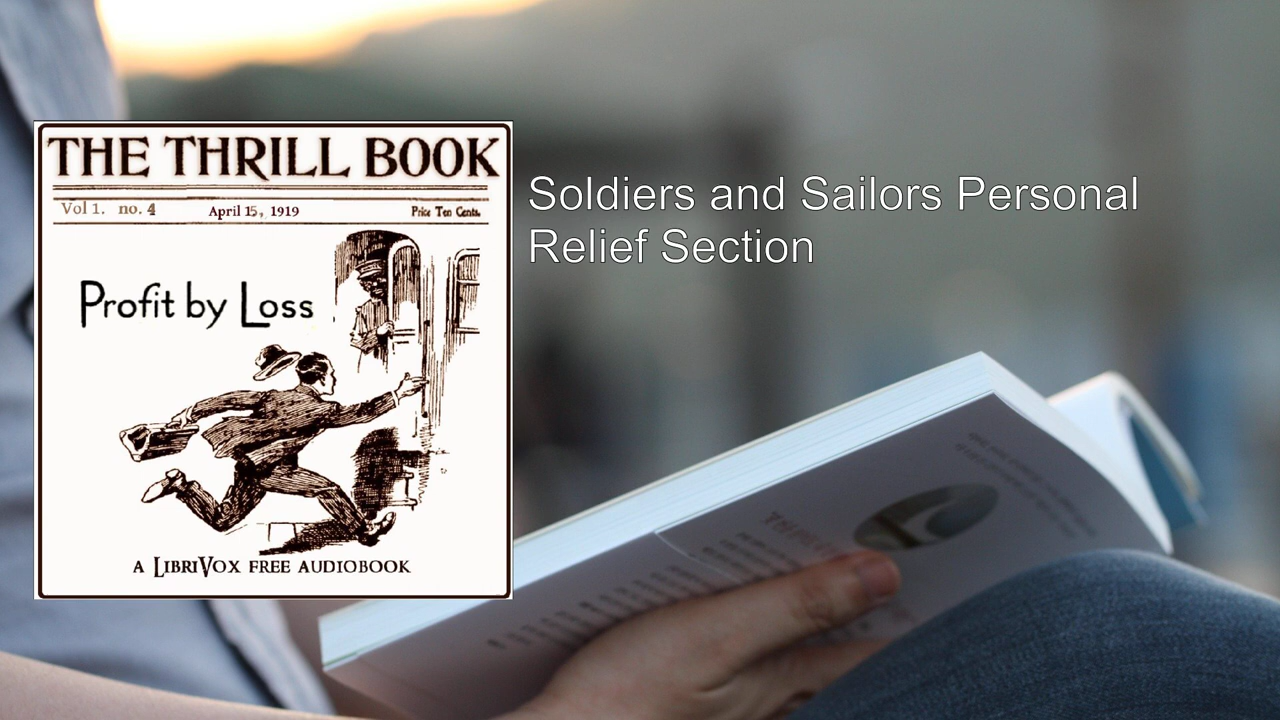 THE THRILL BOOK
Vol 1. no. 4 April 15, 1919 Price Ten Cents.
Profit by Loss
A LIBRIVOX FREE AUDIOBOOK
Soldiers and Sailors Personal
Relief Section